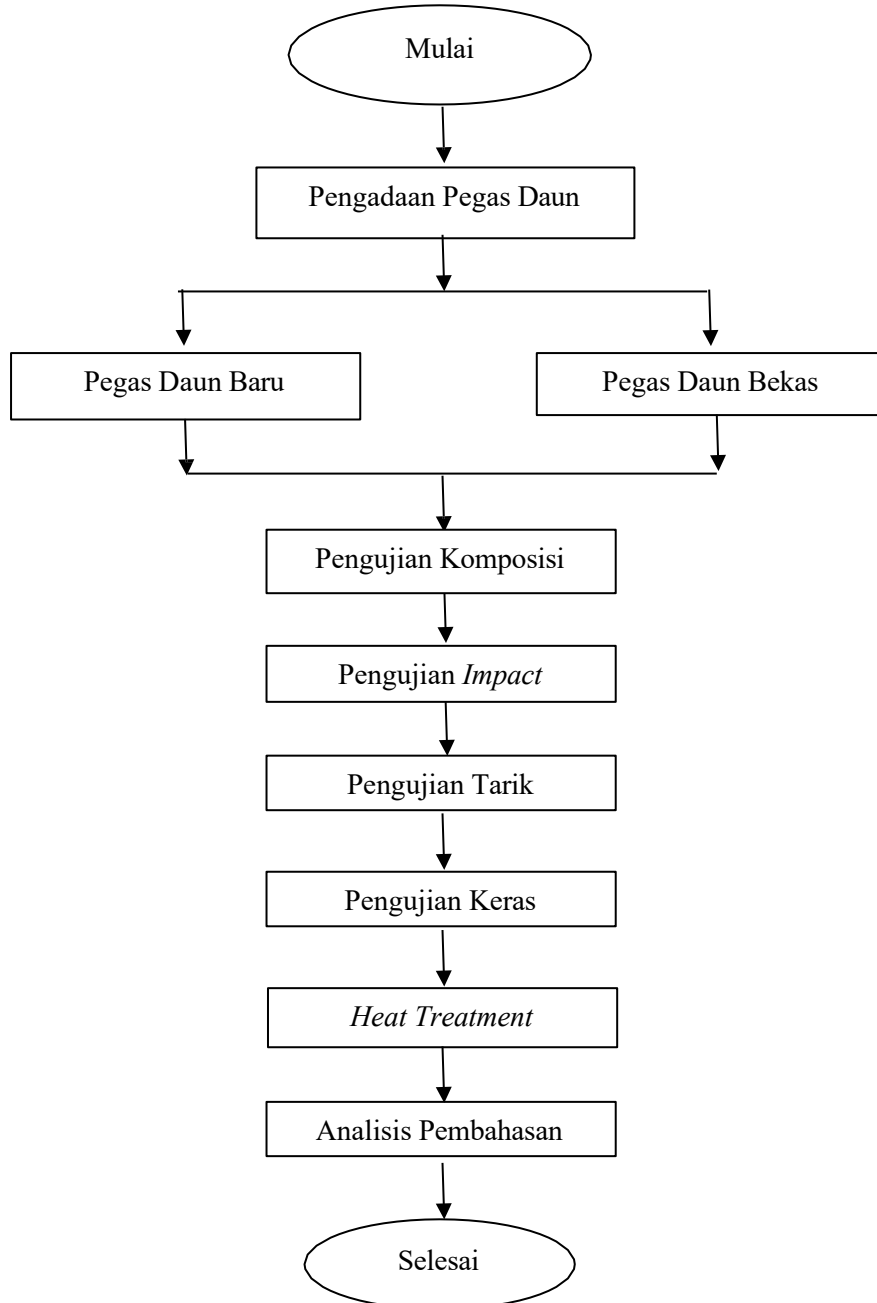 Mulai
Pengadaan Pegas Daun
Pegas Daun Baru
Pegas Daun Bekas
Pengujian Komposisi
Pengujian Impact
Pengujian Tarik
Pengujian Keras
Heat Treatment
Analisis Pembahasan
Selesai